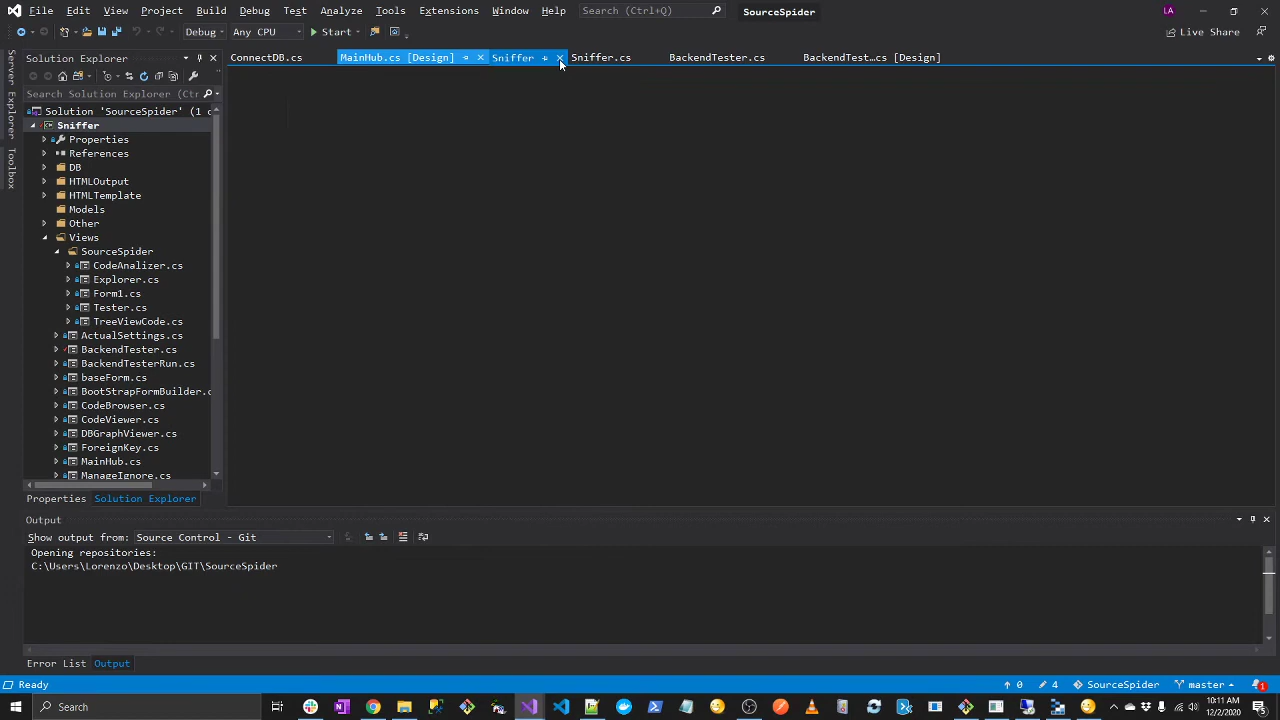 File Edit View Project Build Debug Test Analyze Tools Extensions Window Help Search (Ctrl+Q) SourceSpider LA
Debug Any CPU Start Live Share
Server Explorer
Toolbox
Solution Explorer
Search Solution Explorer (Ctr
Solution 'SourceSpider' (1 c
Sniffer
Properties
References
DB
HTMLOutput
HTMLTemplate
Models
Other
Views
SourceSpider
CodeAnalizer.cs
Explorer.cs
Form1.cs
Tester.cs
TreeViewCode.cs
ActualSettings.cs
BackendTester.cs
BackendTesterRun.cs
baseForm.cs
BootStrapFormBuilder.c
CodeBrowser.cs
CodeViewer.cs
DBGraphViewer.cs
ForeignKey.cs
MainHub.cs
ManageIgnore.cs
Properties Solution Explorer
ConnectDB.cs MainHub.cs [Design] Sniffer Sniffer.cs BackendTester.cs BackendTest...cs [Design]
Output
Show output from: Source Control - Git
Opening repositories:
C:\Users\Lorenzo\Desktop\GIT\SourceSpider
Error List Output
Ready 0 4 SourceSpider master 1
Search 10:11 AM
12/2/2020